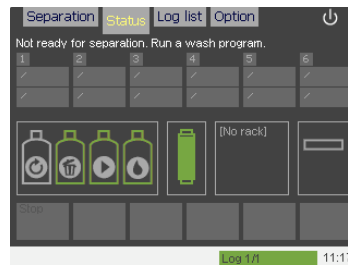 Separation Status Log list Option
Not ready for separation. Run a wash program.
1 2 3 4 5 6
[No rack]
Stop
Log 1/1 11:17